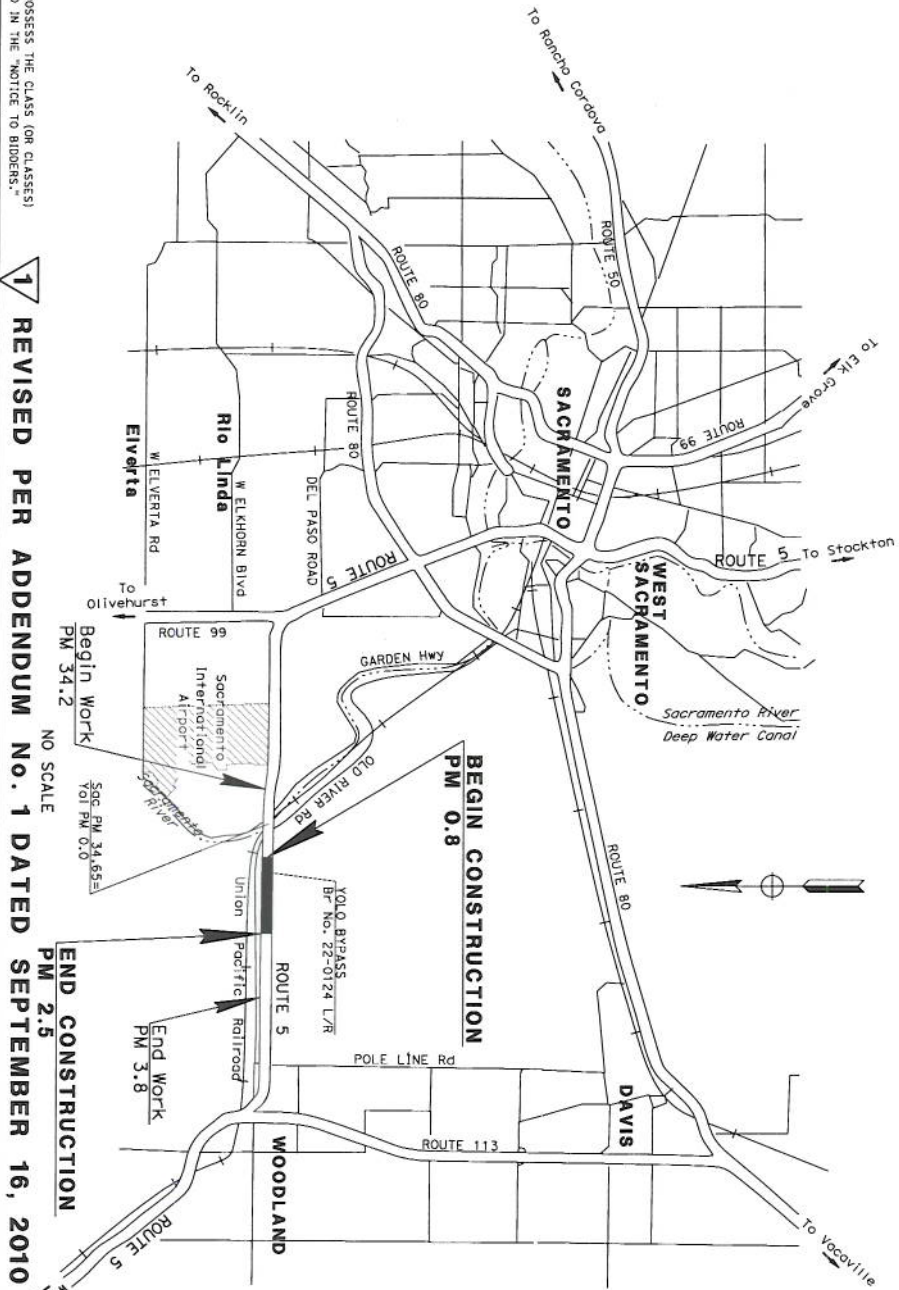 OSSESS THE CLASS (OR CLASSES)
D IN THE "NOTICE TO BIDDERS."
To Rancho Cordova
To Rocklin
ROUTE 50
ROUTE 80
To Elk Grove
ROUTE 99
SACRAMENTO
ROUTE 80
Rio Linda
Elverta
W ELVERTA Rd
W ELKHORN Blvd
DEL PASO ROAD
ROUTE 5
ROUTE 5
To Stockton
WEST
SACRAMENTO
To
Olivehurst
ROUTE 99
GARDEN HWY
Sacramento River
Deep Water Canal
Sacramento
International
Airport
Begin Work
PM 34.2
OLD RIVER Rd
Sacramento
River
Sac PM 34.65=
Yol PM 0.0
BEGIN CONSTRUCTION
PM 0.8
ROUTE 80
YOLO BYPASS
Br No. 22-0124 L/R
Union Pacific Railroad
ROUTE 5
END CONSTRUCTION
PM 2.5
End Work
PM 3.8
POLE LINE Rd
DAVIS
ROUTE 113
WOODLAND
ROUTE 5
To Vacaville
NO SCALE
1 REVISED PER ADDENDUM No. 1 DATED SEPTEMBER 16, 2010